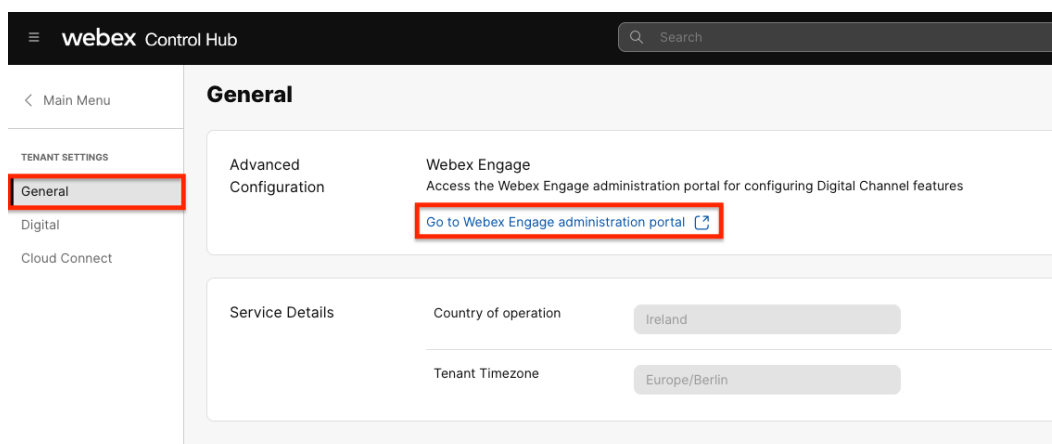 webex Control Hub
Search
Main Menu
TENANT SETTINGS
General
Digital
Cloud Connect
General
Advanced
Configuration
Webex Engage
Access the Webex Engage administration portal for configuring Digital Channel features
Go to Webex Engage administration portal
Service Details
Country of operation
Ireland
Tenant Timezone
Europe/Berlin